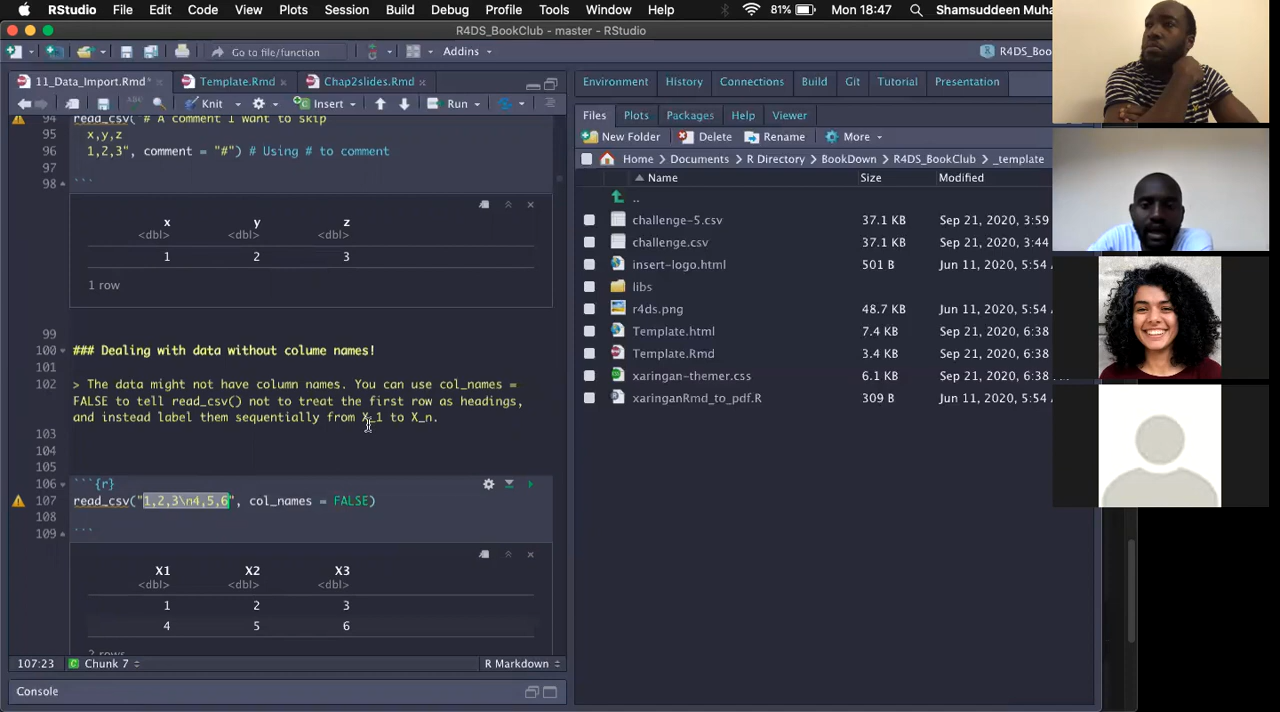 RStudio File Edit Code View Plots Session Build Debug Profile Tools Window Help 81% Mon 18:47 Shamsuddeen Muha
R4DS_BookClub - master - RStudio
Go to file/function Addins R4DS_Bo
11_Data_Import.Rmd* Template.Rmd Chap2slides.Rmd
Knit Insert Run
94 read_csv("# A comment I want to skip
95 x,y,z
96 1,2,3", comment = "#") # Using # to comment
97
98 ```
x y z
<dbl> <dbl> <dbl>
1 2 3
1 row
99
100 ### Dealing with data without colume names!
101
102 > The data might not have column names. You can use col_names =
FALSE to tell read_csv() not to treat the first row as headings,
and instead label them sequentially from X_1 to X_n.
103
104
105
106 ```{r}
107 read_csv("1,2,3\n4,5,6", col_names = FALSE)
108
109 ```
X1 X2 X3
<dbl> <dbl> <dbl>
1 2 3
4 5 6
2 rows
107:23 Chunk 7 R Markdown
Console
Environment History Connections Build Git Tutorial Presentation
Files Plots Packages Help Viewer
New Folder Delete Rename More
Home Documents R Directory BookDown R4DS_BookClub _template
Name Size Modified
..
challenge-5.csv 37.1 KB Sep 21, 2020, 3:59
challenge.csv 37.1 KB Sep 21, 2020, 3:44
insert-logo.html 501 B Jun 11, 2020, 5:54
libs
r4ds.png 48.7 KB Jun 11, 2020, 5:54
Template.html 7.4 KB Sep 21, 2020, 6:38
Template.Rmd 3.4 KB Sep 21, 2020, 6:38
xaringan-themer.css 6.1 KB Sep 21, 2020, 6:38
xaringanRmd_to_pdf.R 309 B Jun 11, 2020, 5:54